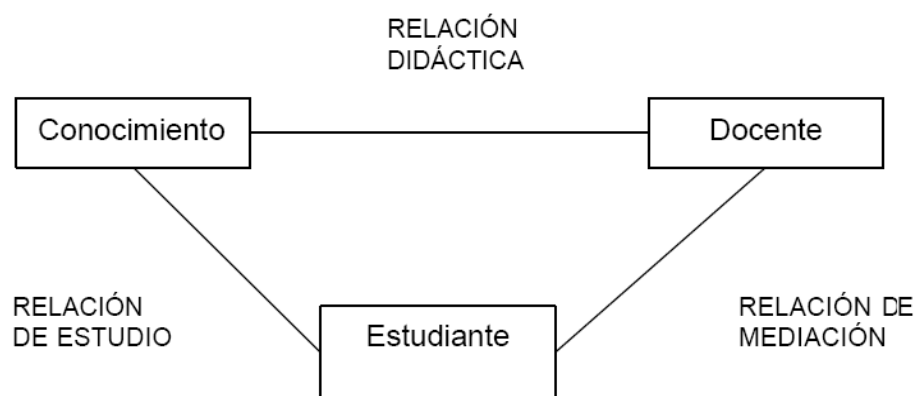 RELACIÓN
DIDÁCTICA
Conocimiento
Docente
RELACIÓN
DE ESTUDIO
Estudiante
RELACIÓN DE
MEDIACIÓN